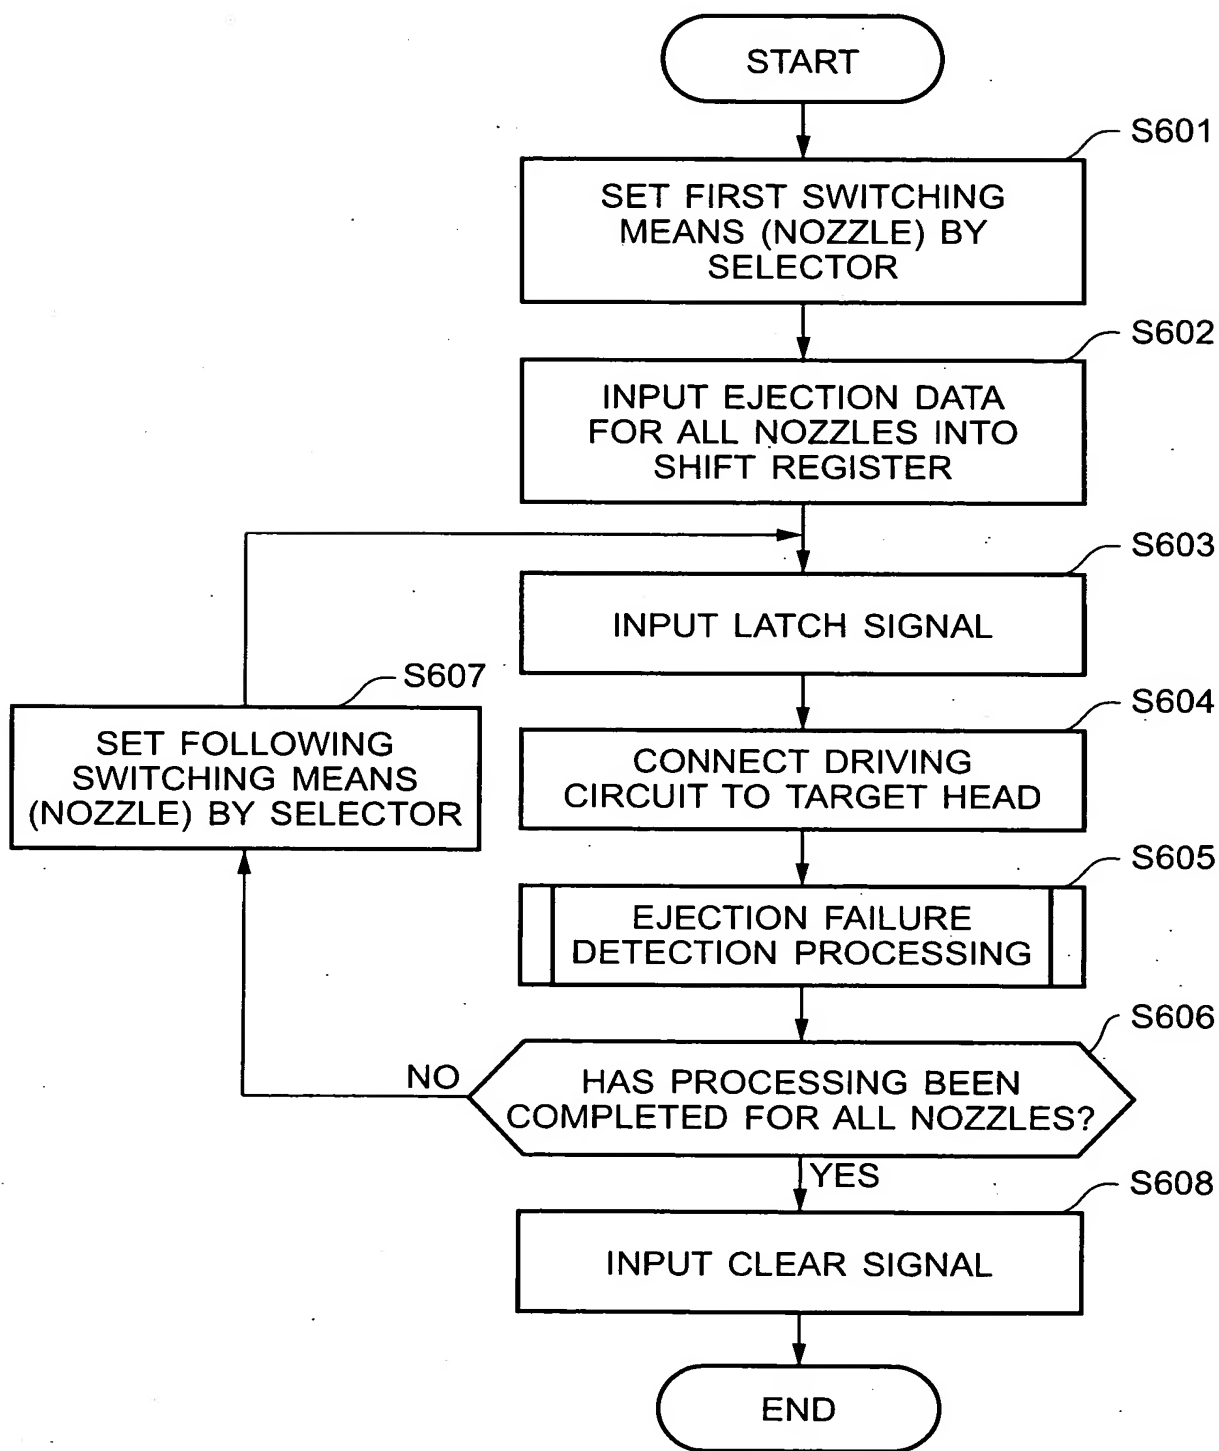 START
S601
SET FIRST SWITCHING
MEANS (NOZZLE) BY
SELECTOR
S602
INPUT EJECTION DATA
FOR ALL NOZZLES INTO
SHIFT REGISTER
S603
INPUT LATCH SIGNAL
S607
SET FOLLOWING
SWITCHING MEANS
(NOZZLE) BY SELECTOR
S604
CONNECT DRIVING
CIRCUIT TO TARGET HEAD
S605
EJECTION FAILURE
DETECTION PROCESSING
S606
NO
HAS PROCESSING BEEN
COMPLETED FOR ALL NOZZLES?
YES
S608
INPUT CLEAR SIGNAL
END